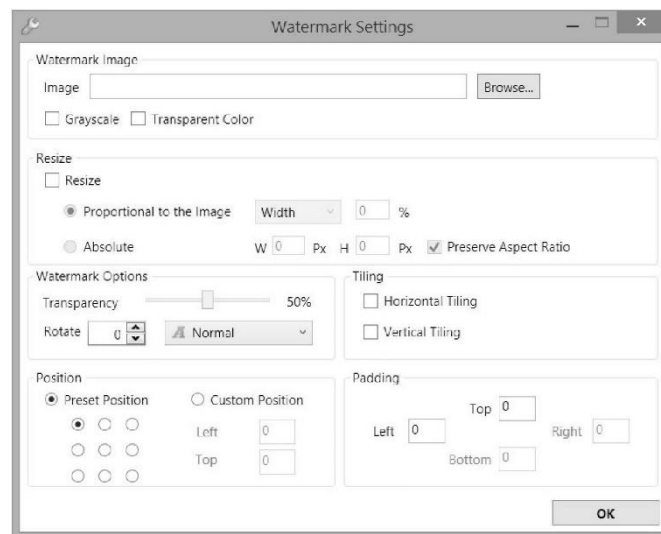 Watermark Settings
Watermark Image
Image Browse...
Grayscale Transparent Color
Resize
Resize
Proportional to the Image Width 0 %
Absolute W 0 Px H 0 Px Preserve Aspect Ratio
Watermark Options
Transparency 50%
Rotate 0 A Normal
Tiling
Horizontal Tiling
Vertical Tiling
Position
Preset Position Custom Position
Left 0
Top 0
Padding
Top 0
Left 0 Right 0
Bottom 0
OK